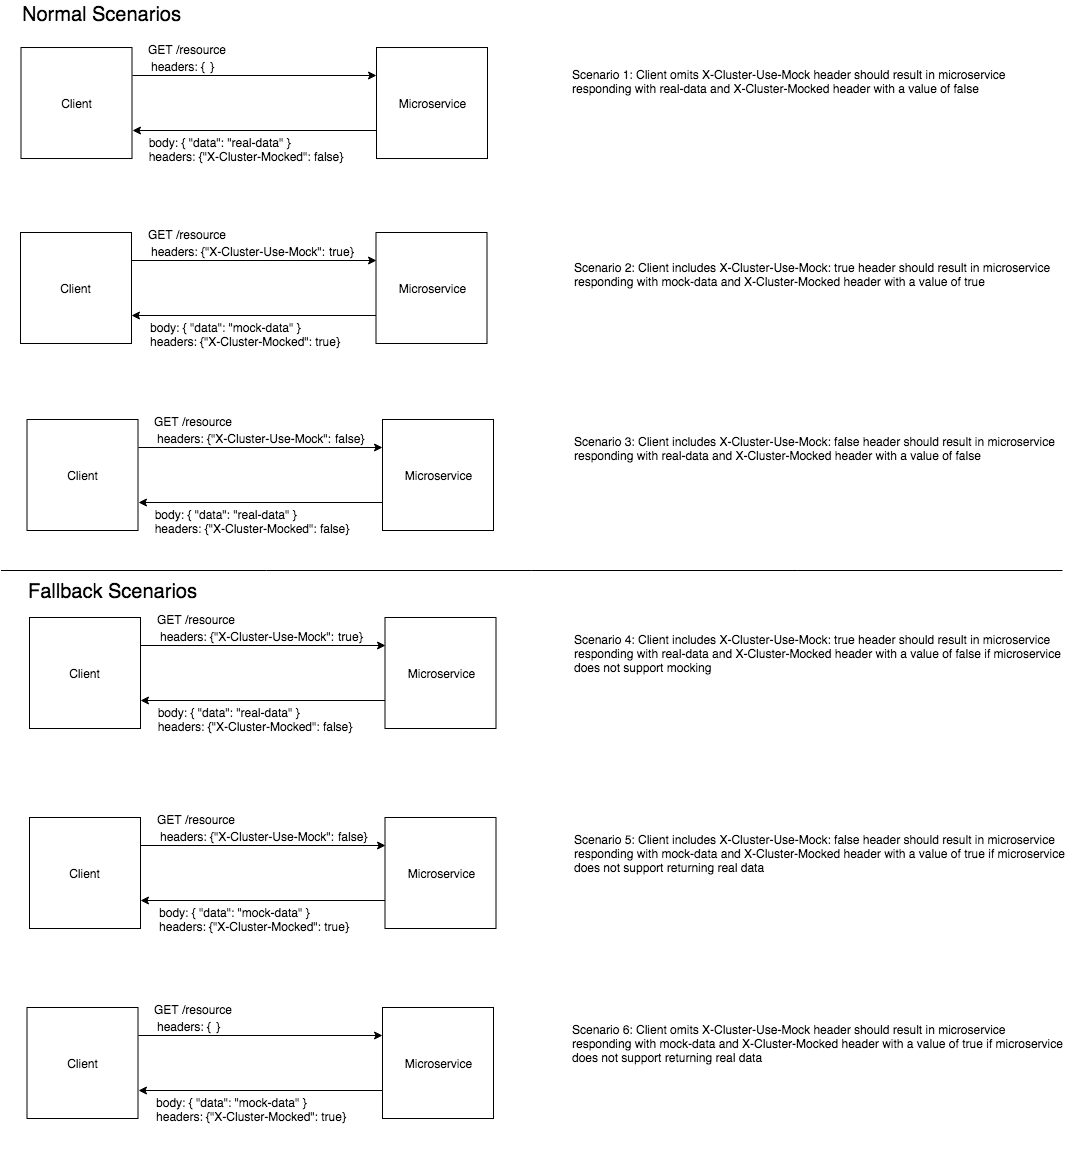 Normal Scenarios
GET /resource
headers: { }
Client
Microservice
body: { "data": "real-data" }
headers: {"X-Cluster-Mocked": false}
Scenario 1: Client omits X-Cluster-Use-Mock header should result in microservice
responding with real-data and X-Cluster-Mocked header with a value of false
GET /resource
headers: {"X-Cluster-Use-Mock": true}
Client
Microservice
body: { "data": "mock-data" }
headers: {"X-Cluster-Mocked": true}
Scenario 2: Client includes X-Cluster-Use-Mock: true header should result in microservice
responding with mock-data and X-Cluster-Mocked header with a value of true
GET /resource
headers: {"X-Cluster-Use-Mock": false}
Client
Microservice
body: { "data": "real-data" }
headers: {"X-Cluster-Mocked": false}
Scenario 3: Client includes X-Cluster-Use-Mock: false header should result in microservice
responding with real-data and X-Cluster-Mocked header with a value of false
Fallback Scenarios
GET /resource
headers: {"X-Cluster-Use-Mock": true}
Client
Microservice
body: { "data": "real-data" }
headers: {"X-Cluster-Mocked": false}
Scenario 4: Client includes X-Cluster-Use-Mock: true header should result in microservice
responding with real-data and X-Cluster-Mocked header with a value of false if microservice
does not support mocking
GET /resource
headers: {"X-Cluster-Use-Mock": false}
Client
Microservice
body: { "data": "mock-data" }
headers: {"X-Cluster-Mocked": true}
Scenario 5: Client includes X-Cluster-Use-Mock: false header should result in microservice
responding with mock-data and X-Cluster-Mocked header with a value of true if microservice
does not support returning real data
GET /resource
headers: { }
Client
Microservice
body: { "data": "mock-data" }
headers: {"X-Cluster-Mocked": true}
Scenario 6: Client omits X-Cluster-Use-Mock header should result in microservice
responding with mock-data and X-Cluster-Mocked header with a value of true if microservice
does not support returning real data